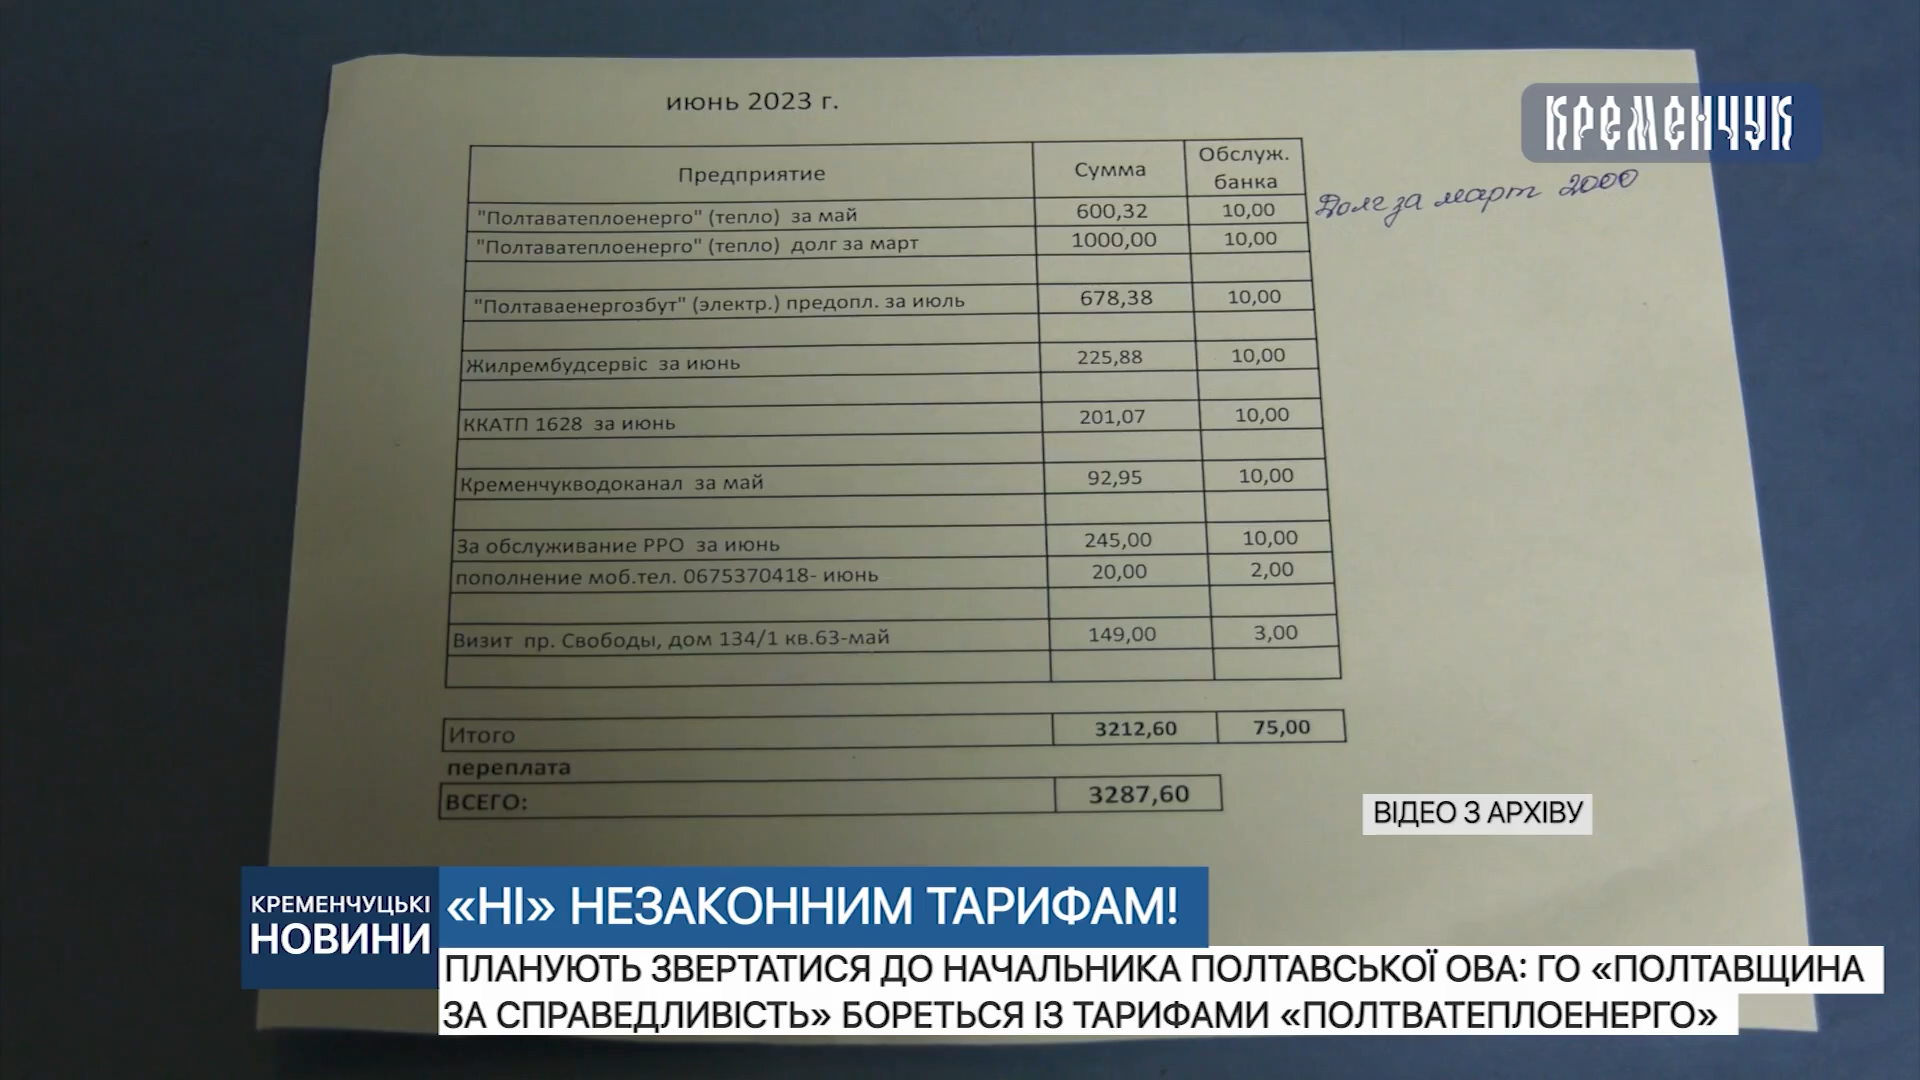 июнь 2023 г.
КРЕМЕНЧУК
Предприятие Сумма Обслуж. банка
"Полтаватеплоенерго" (тепло) за май 600,32 10,00 Долг за март 2000
"Полтаватеплоенерго" (тепло) долг за март 1000,00 10,00
"Полтаваенергозбут" (электр.) предопл. за июль 678,38 10,00
Жилрембудсервіс за июнь 225,88 10,00
ККАТП 1628 за июнь 201,07 10,00
Кременчукводоканал за май 92,95 10,00
За обслуживание РРО за июнь 245,00 10,00
пополнение моб.тел. 0675370418- июнь 20,00 2,00
Визит пр. Свободы, дом 134/1 кв.63-май 149,00 3,00
Итого 3212,60 75,00
переплата
ВСЕГО: 3287,60
ВІДЕО З АРХІВУ
КРЕМЕНЧУЦЬКІ
НОВИНИ
«НІ» НЕЗАКОННИМ ТАРИФАМ!
ПЛАНУЮТЬ ЗВЕРТАТИСЯ ДО НАЧАЛЬНИКА ПОЛТАВСЬКОЇ ОВА: ГО «ПОЛТАВЩИНА
ЗА СПРАВЕДЛИВІСТЬ» БОРЕТЬСЯ ІЗ ТАРИФАМИ «ПОЛТВАТЕПЛОЕНЕРГО»